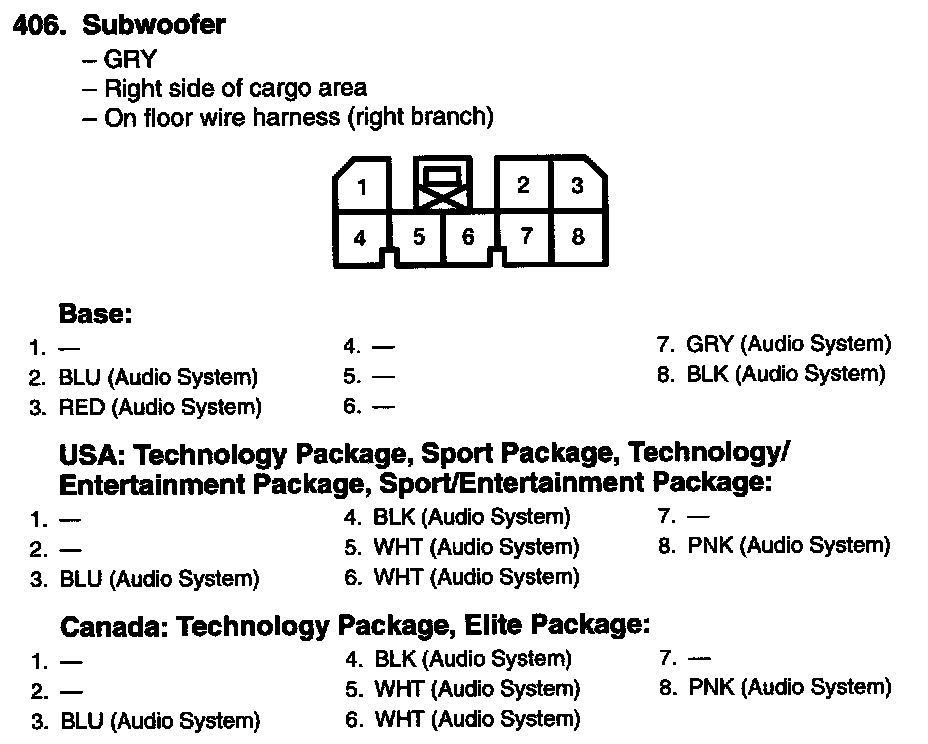 406. Subwoofer
– GRY
– Right side of cargo area
– On floor wire harness (right branch)
1 2 3
4 5 6 7 8
Base:
1. — 4. — 7. GRY (Audio System)
2. BLU (Audio System) 5. — 8. BLK (Audio System)
3. RED (Audio System) 6. —
USA: Technology Package, Sport Package, Technology/
Entertainment Package, Sport/Entertainment Package:
1. — 4. BLK (Audio System) 7. —
2. — 5. WHT (Audio System) 8. PNK (Audio System)
3. BLU (Audio System) 6. WHT (Audio System)
Canada: Technology Package, Elite Package:
1. — 4. BLK (Audio System) 7. —
2. — 5. WHT (Audio System) 8. PNK (Audio System)
3. BLU (Audio System) 6. WHT (Audio System)